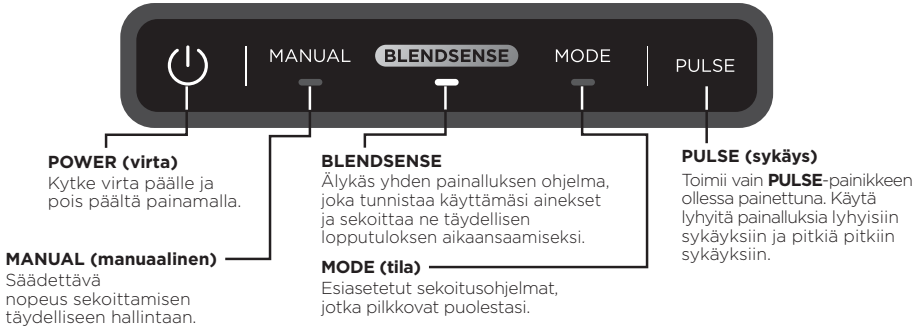 MANUAL
BLENDSENSE
MODE
PULSE
POWER (virta)
Kytke virta päälle ja
pois päältä painamalla.
MANUAL (manuaalinen)
Säädettävä
nopeus sekoittamisen
täydelliseen hallintaan.
BLENDSENSE
Älykäs yhden painalluksen ohjelma,
joka tunnistaa käyttämäsi ainekset
ja sekoittaa ne täydellisen
lopputuloksen aikaansaamiseksi.
MODE (tila)
Esiasetetut sekoitusohjelmat,
jotka pilkkovat puolestasi.
PULSE (sykäys)
Toimii vain PULSE-painikkeen
ollessa painettuna. Käytä
lyhyitä painalluksia lyhyisiin
sykäyksiin ja pitkiä pitkiin
sykäyksiin.